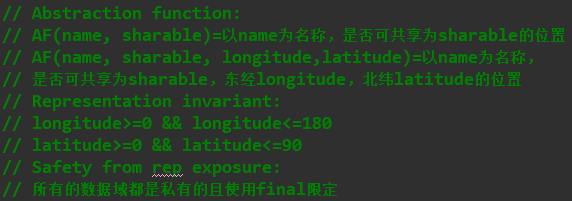 // Abstraction function:
// AF(name, sharable)=以name为名称，是否可共享为sharable的位置
// AF(name, sharable, longitude,latitude)=以name为名称，
// 是否可共享为sharable，东经longitude，北纬latitude的位置
// Representation invariant:
// longitude>=0 && longitude<=180
// latitude>=0 && latitude<=90
// Safety from rep exposure:
// 所有的数据域都是私有的且使用final限定